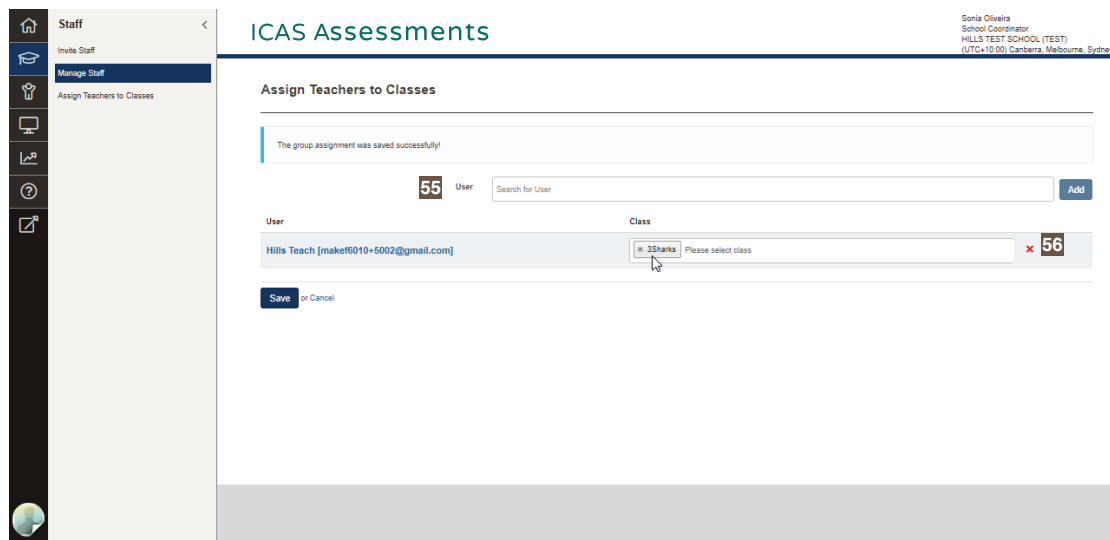 Staff
Invite Staff
Manage Staff
Assign Teachers to Classes
ICAS Assessments
Sonia Oliveira
School Coordinator
HILLS TEST SCHOOL (TEST)
(UTC+10:00) Canberra, Melbourne, Sydne
Assign Teachers to Classes
The group assignment was saved successfully!
55 User Search for User Add
User Class
Hills Teach [makef6010+5002@gmail.com] 3Sharks Please select class 56
Save or Cancel